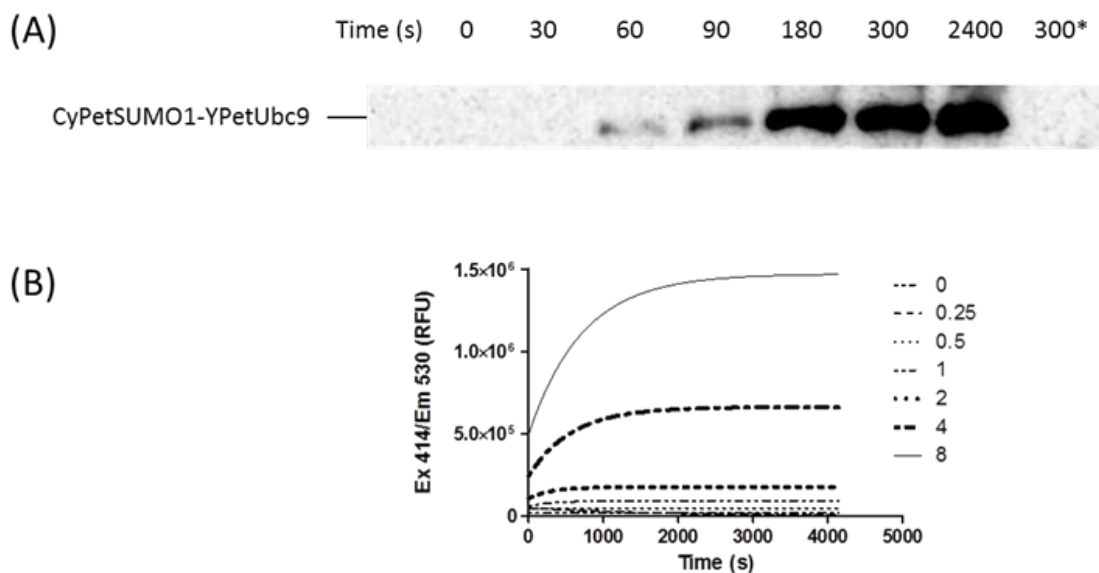 (A)
Time (s) 0 30 60 90 180 300 2400 300*
CyPetSUMO1-YPetUbc9
(B)
Ex 414/Em 530 (RFU)
1.5×10⁶
1.0×10⁶
5.0×10⁵
0
0 1000 2000 3000 4000 5000
Time (s)
0
0.25
0.5
1
2
4
8